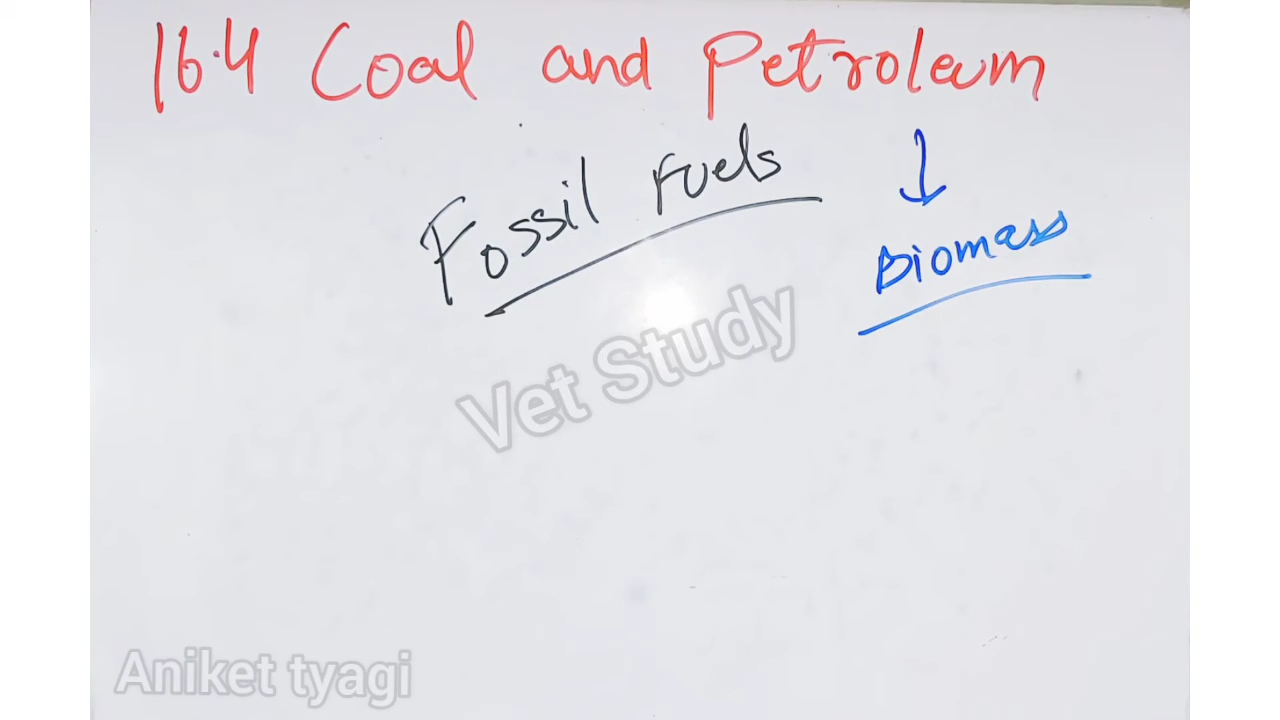 16.4 Coal and Petroleum
Fossil Fuels
↓
Biomass
Vet Study
Aniket tyagi